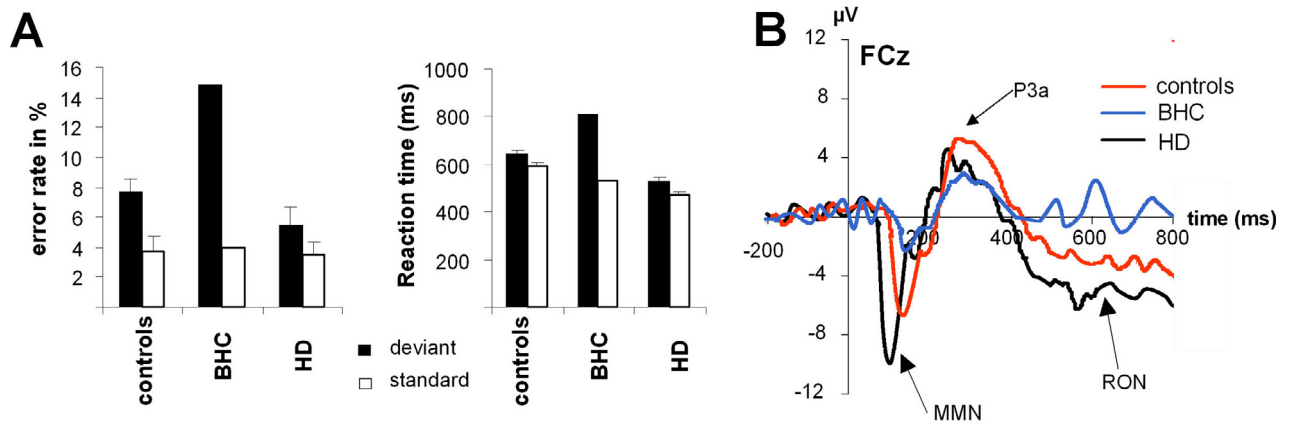 A
error rate in %
16
14
12
10
8
6
4
2
controls
BHC
HD
deviant
standard
Reaction time (ms)
1000
800
600
400
200
controls
BHC
HD
B
µV
FCz
12
8
4
-4
-8
-12
-200
200
400
600
800
time (ms)
P3a
MMN
RON
controls
BHC
HD